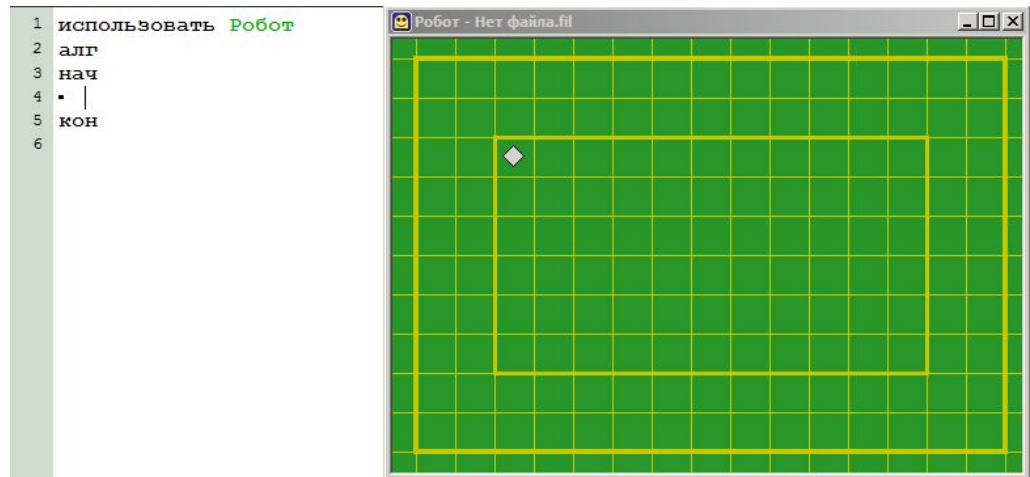 1 использовать Робот
2 алг
3 нач
4
5 кон
6
Робот - Нет файла.fil